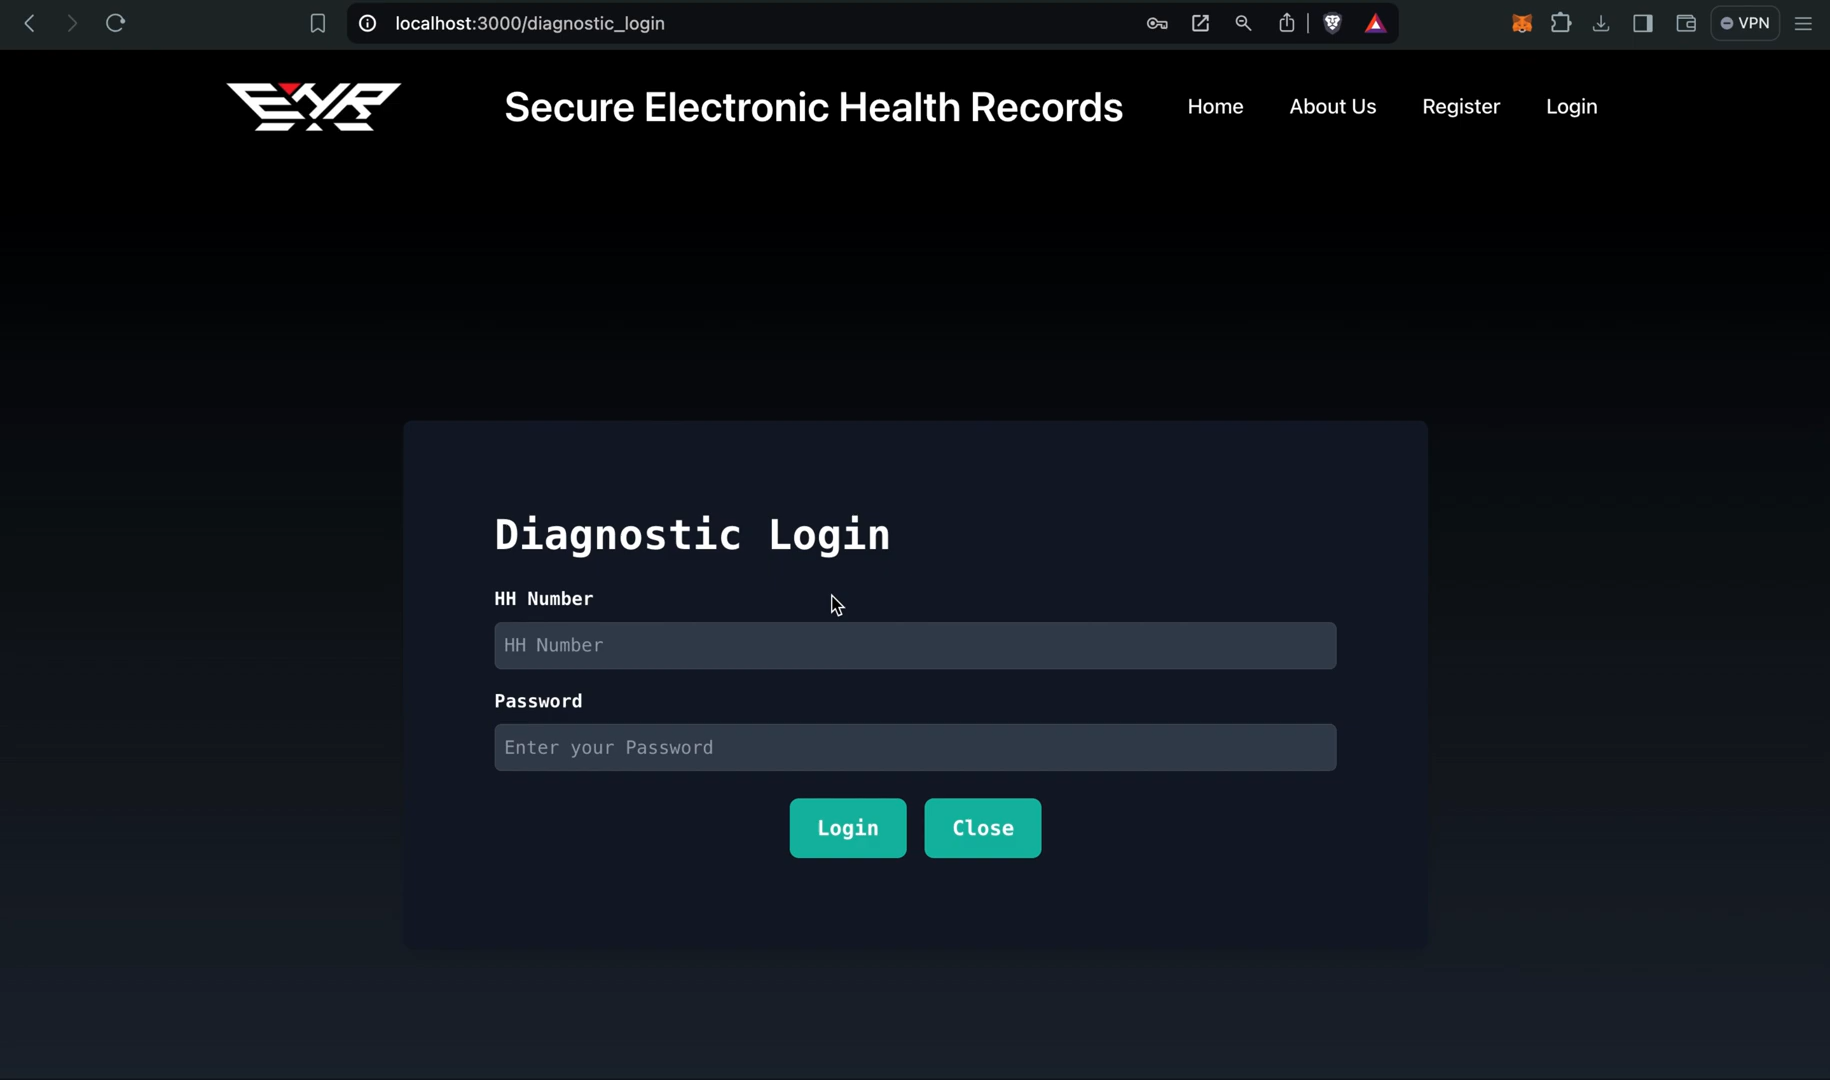 localhost:3000/diagnostic_login
VPN
EYR
Secure Electronic Health Records
Home
About Us
Register
Login
Diagnostic Login
HH Number
HH Number
Password
Enter your Password
Login
Close